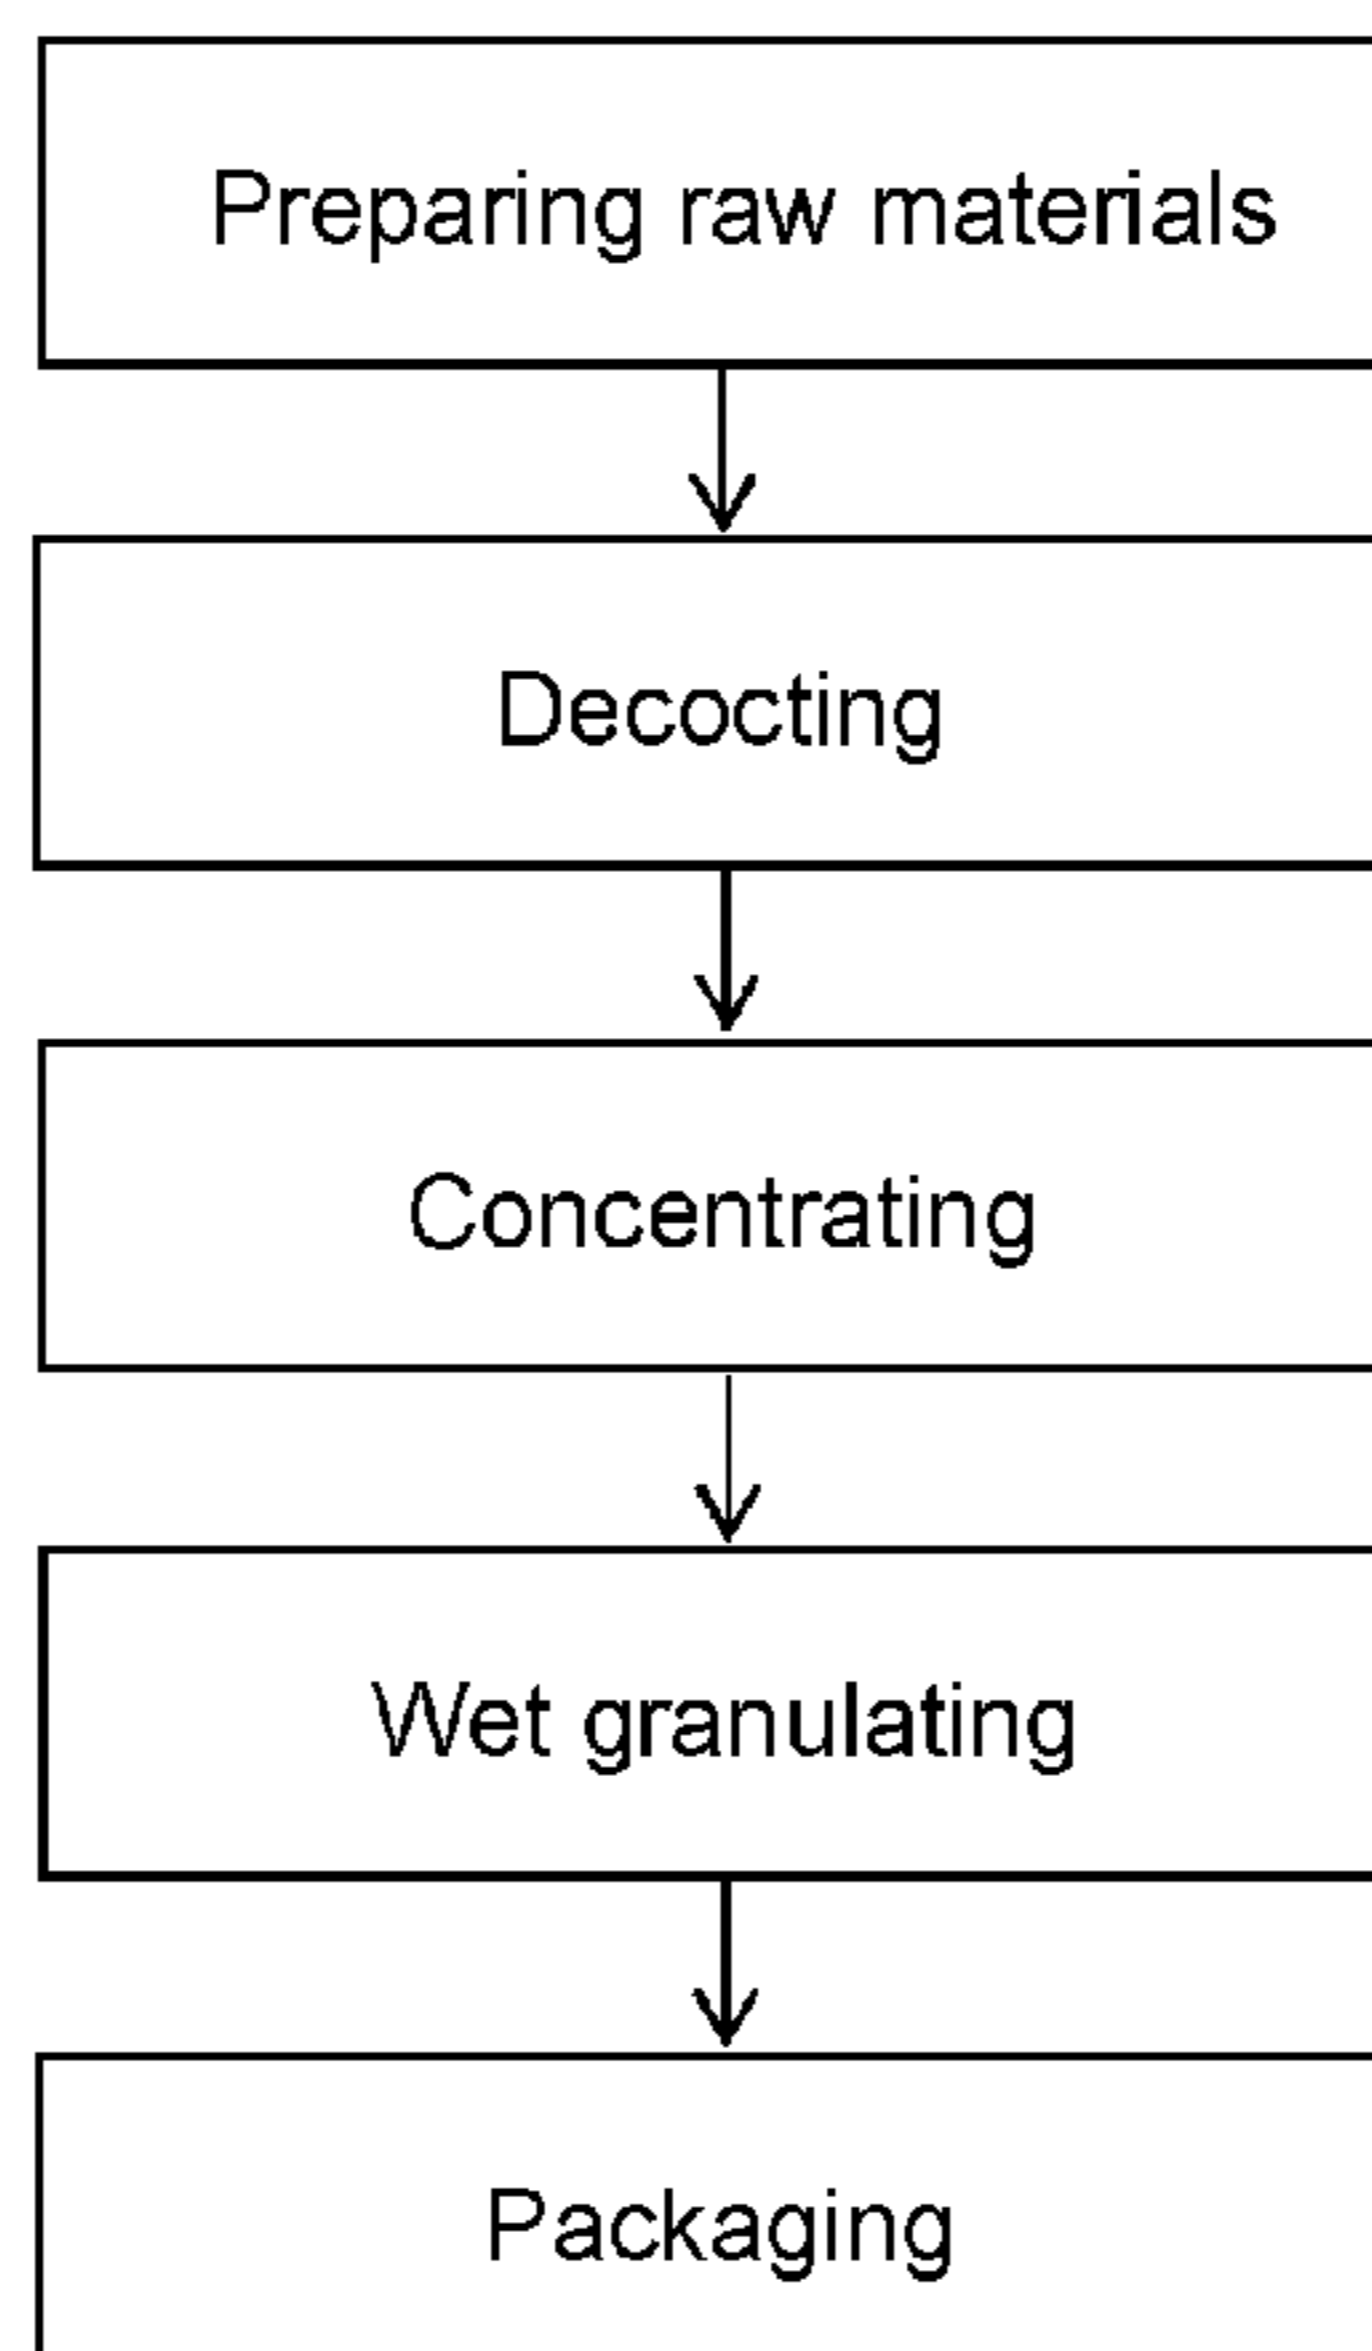 Preparing raw materials
Decocting
Concentrating
Wet granulating
Packaging